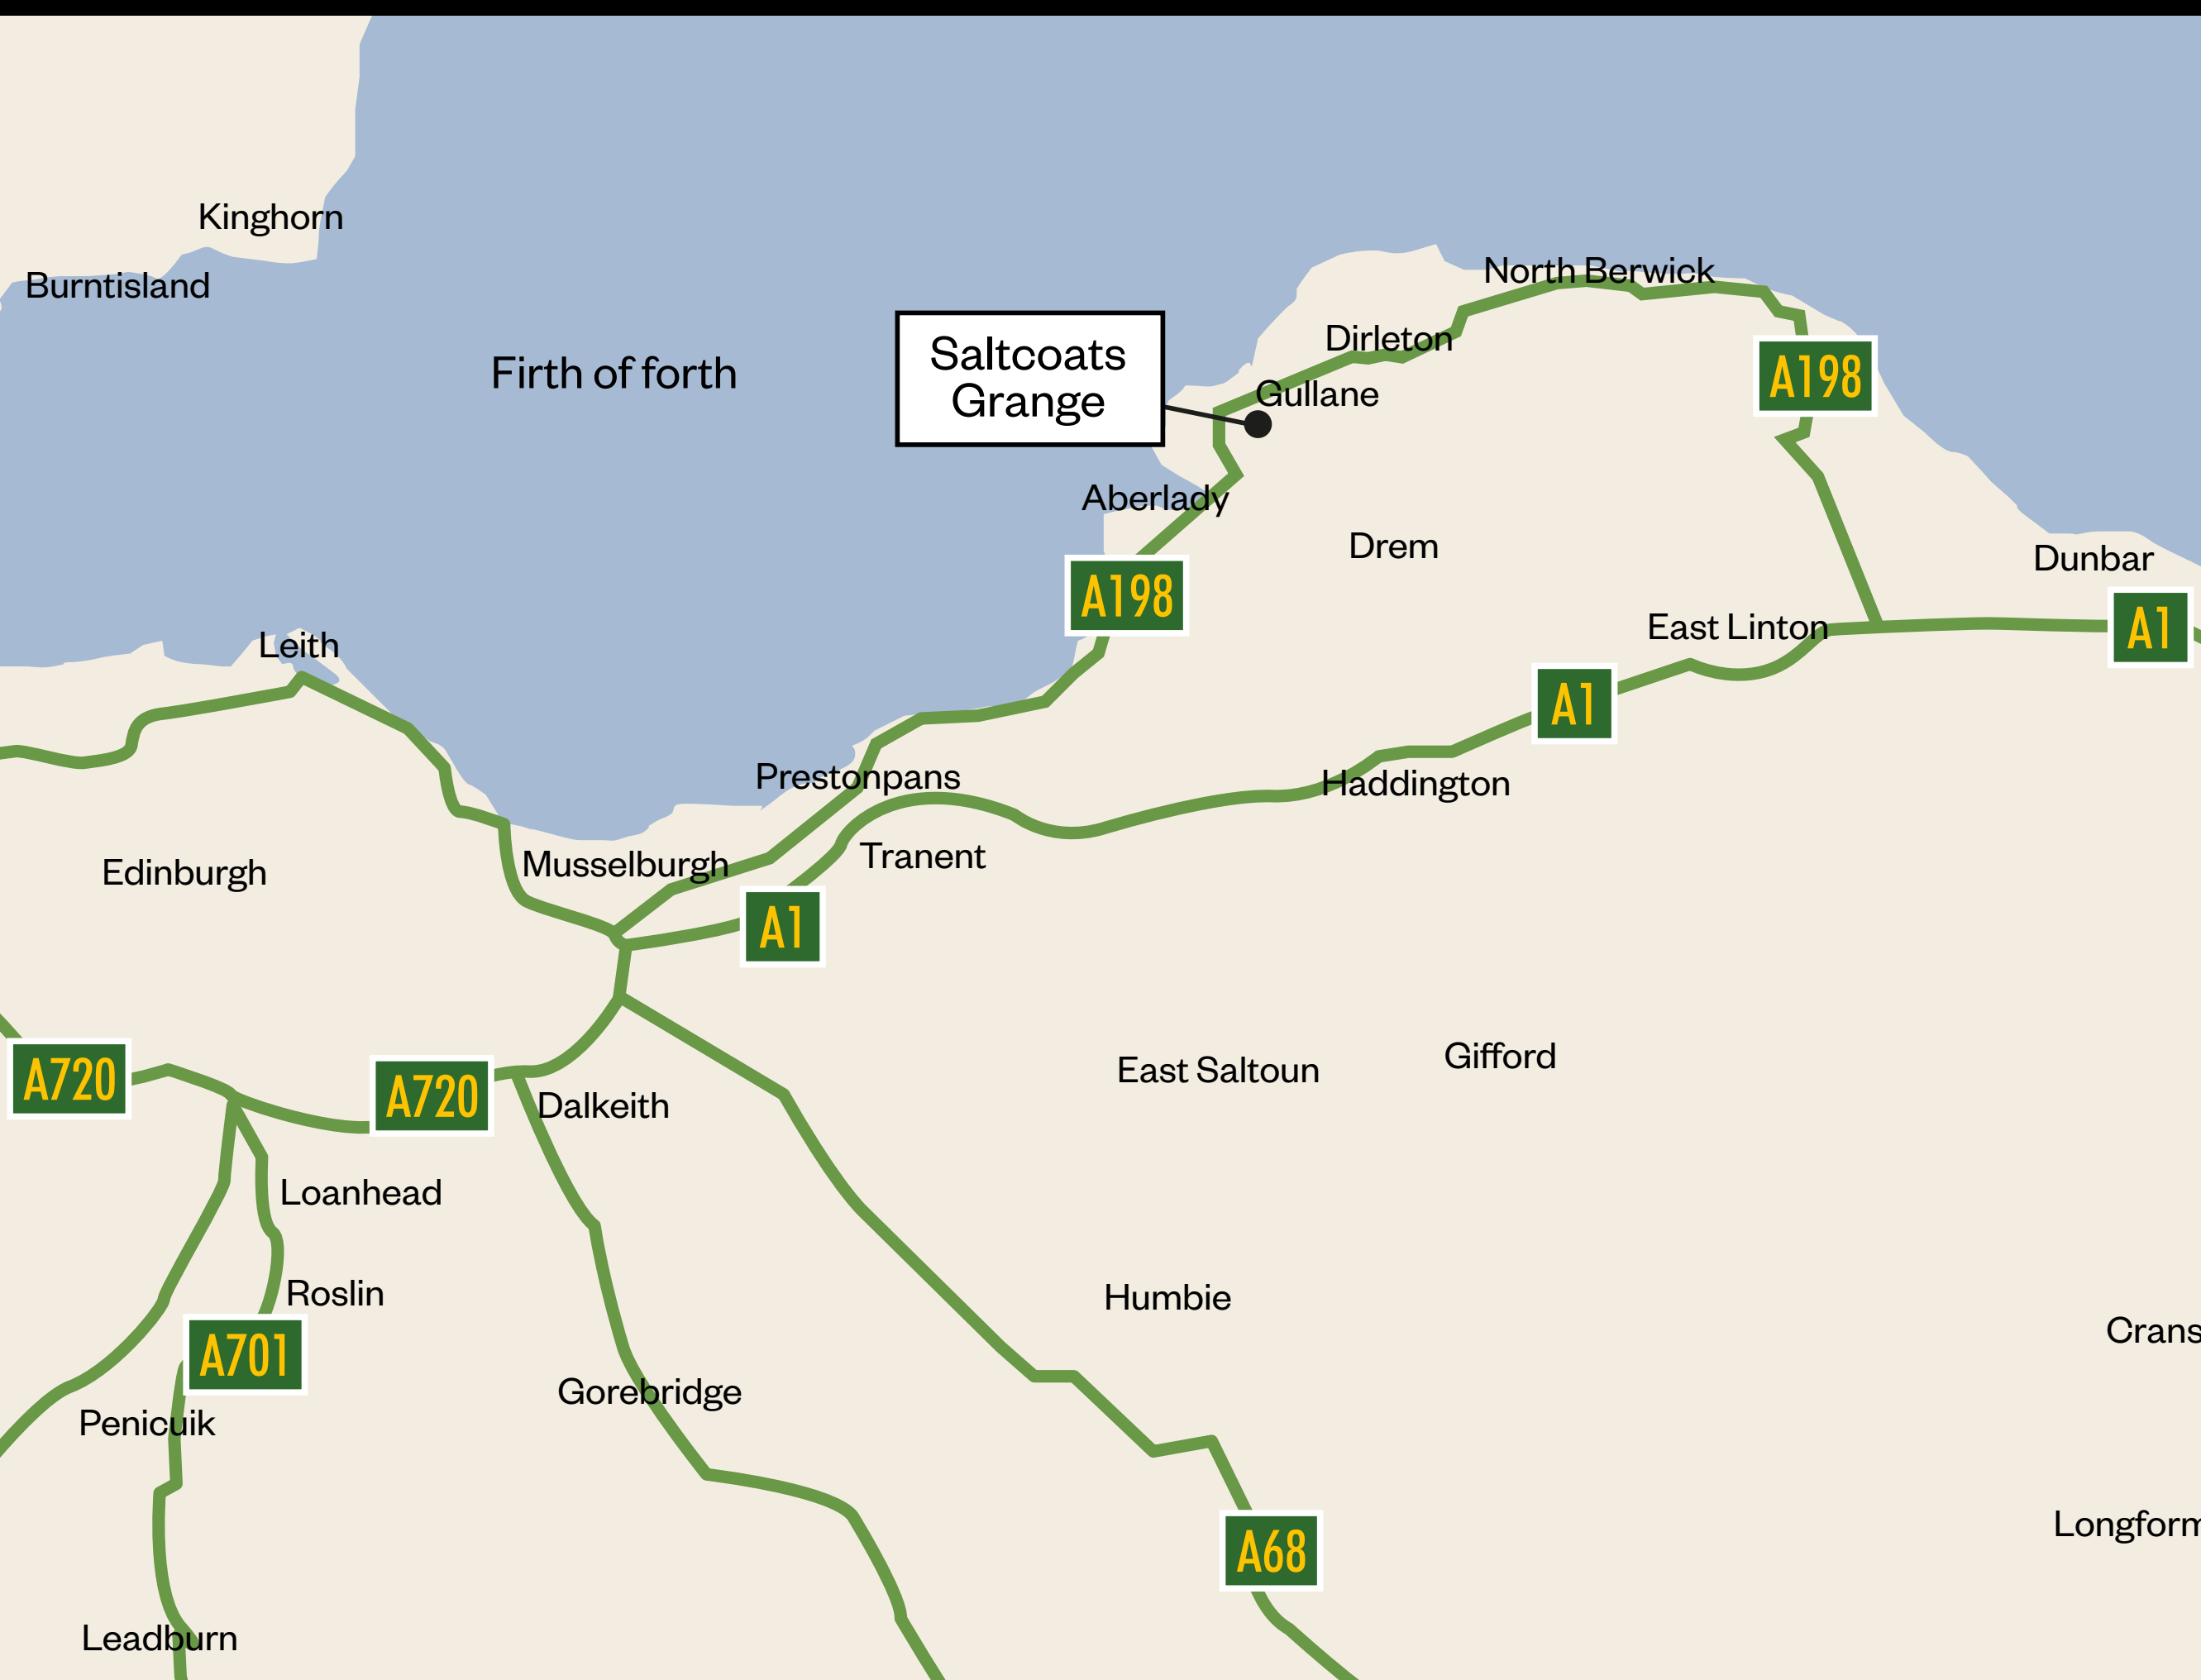 Kinghorn
Burntisland
North Berwick
Firth of forth
Saltcoats
Grange
Dirleton
Gullane
A198
Aberlady
Drem
Dunbar
A198
Leith
East Linton
A1
A1
Prestonpans
Haddington
Musselburgh
Tranent
Edinburgh
A1
A720
A720
East Saltoun
Gifford
Dalkeith
Loanhead
Roslin
Humbie
Crans
A701
Gorebridge
Penicuik
Longform
A68
Leadburn